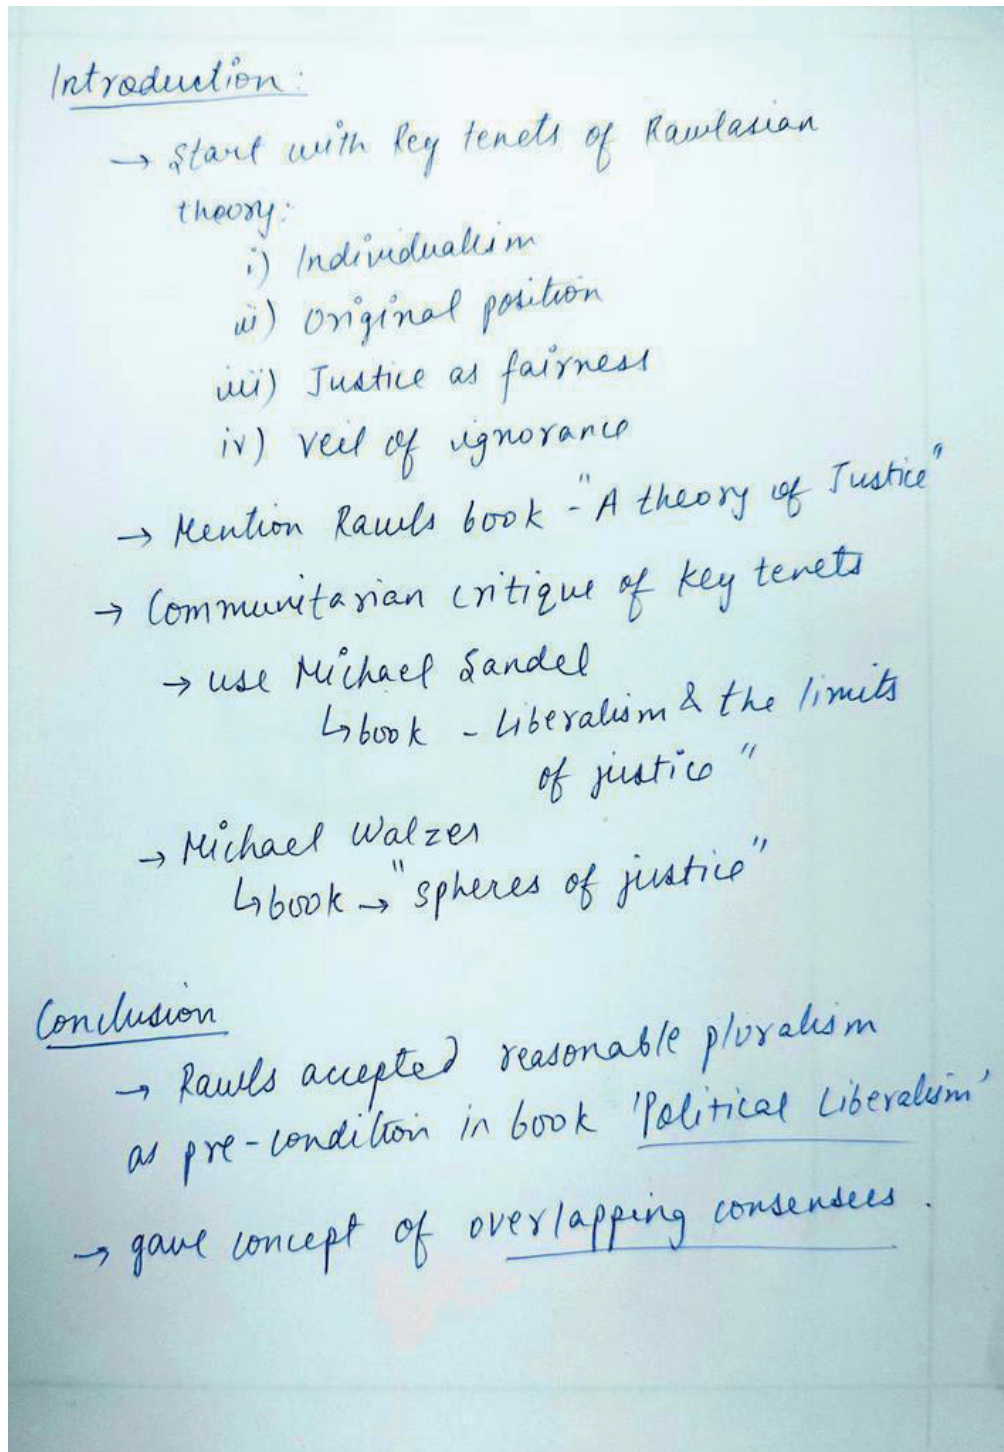 Introduction:
→ Start with key tenets of Rawlasian
theory:
i) Individualism
ii) Original position
iii) Justice as fairness
iv) veil of ignorance
→ Mention Rawls book - "A theory of Justice"
→ Communitarian critique of key tenets
→ use Michael Sandel
↳ book - Liberalism & the limits
of justice"
→ Michael Walzer
↳ book → "spheres of justice"
Conclusion
→ Rawls accepted reasonable pluralism
as pre-condition in book 'Political Liberalism'
→ gave concept of overlapping consensus.